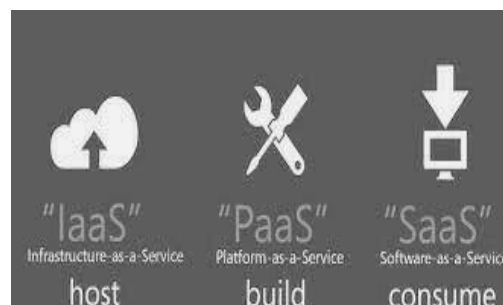 "IaaS"
Infrastructure-as-a-Service
host
"PaaS"
Platform-as-a-Service
build
"SaaS"
Software-as-a-Service
consume